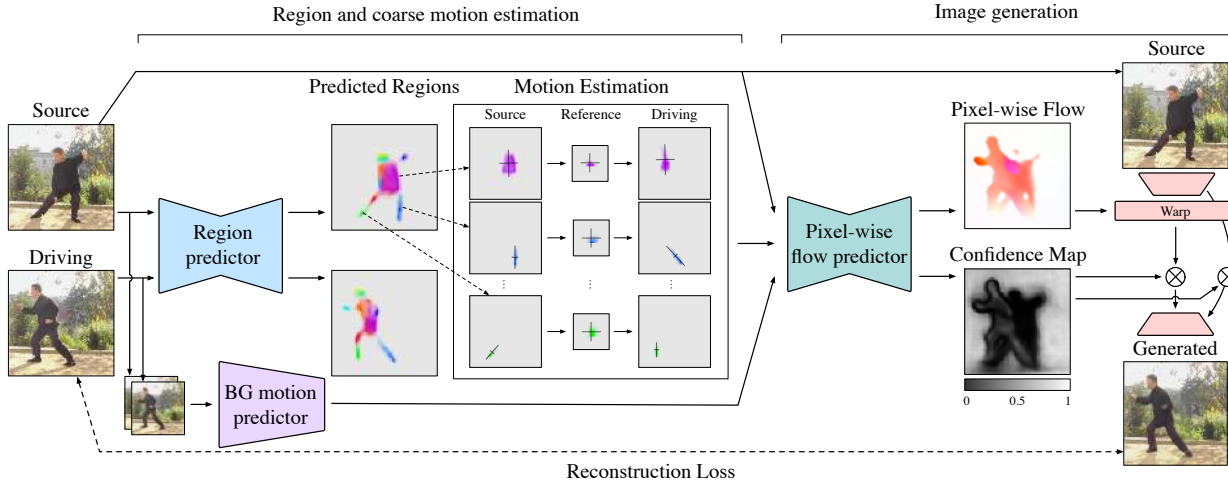 Region and coarse motion estimation
Image generation
Source
Predicted Regions
Motion Estimation
Source
Reference
Driving
Source
Pixel-wise Flow
Region
predictor
Pixel-wise
flow predictor
Warp
Driving
Confidence Map
...
...
...
Generated
BG motion
predictor
0
0.5
1
Reconstruction Loss